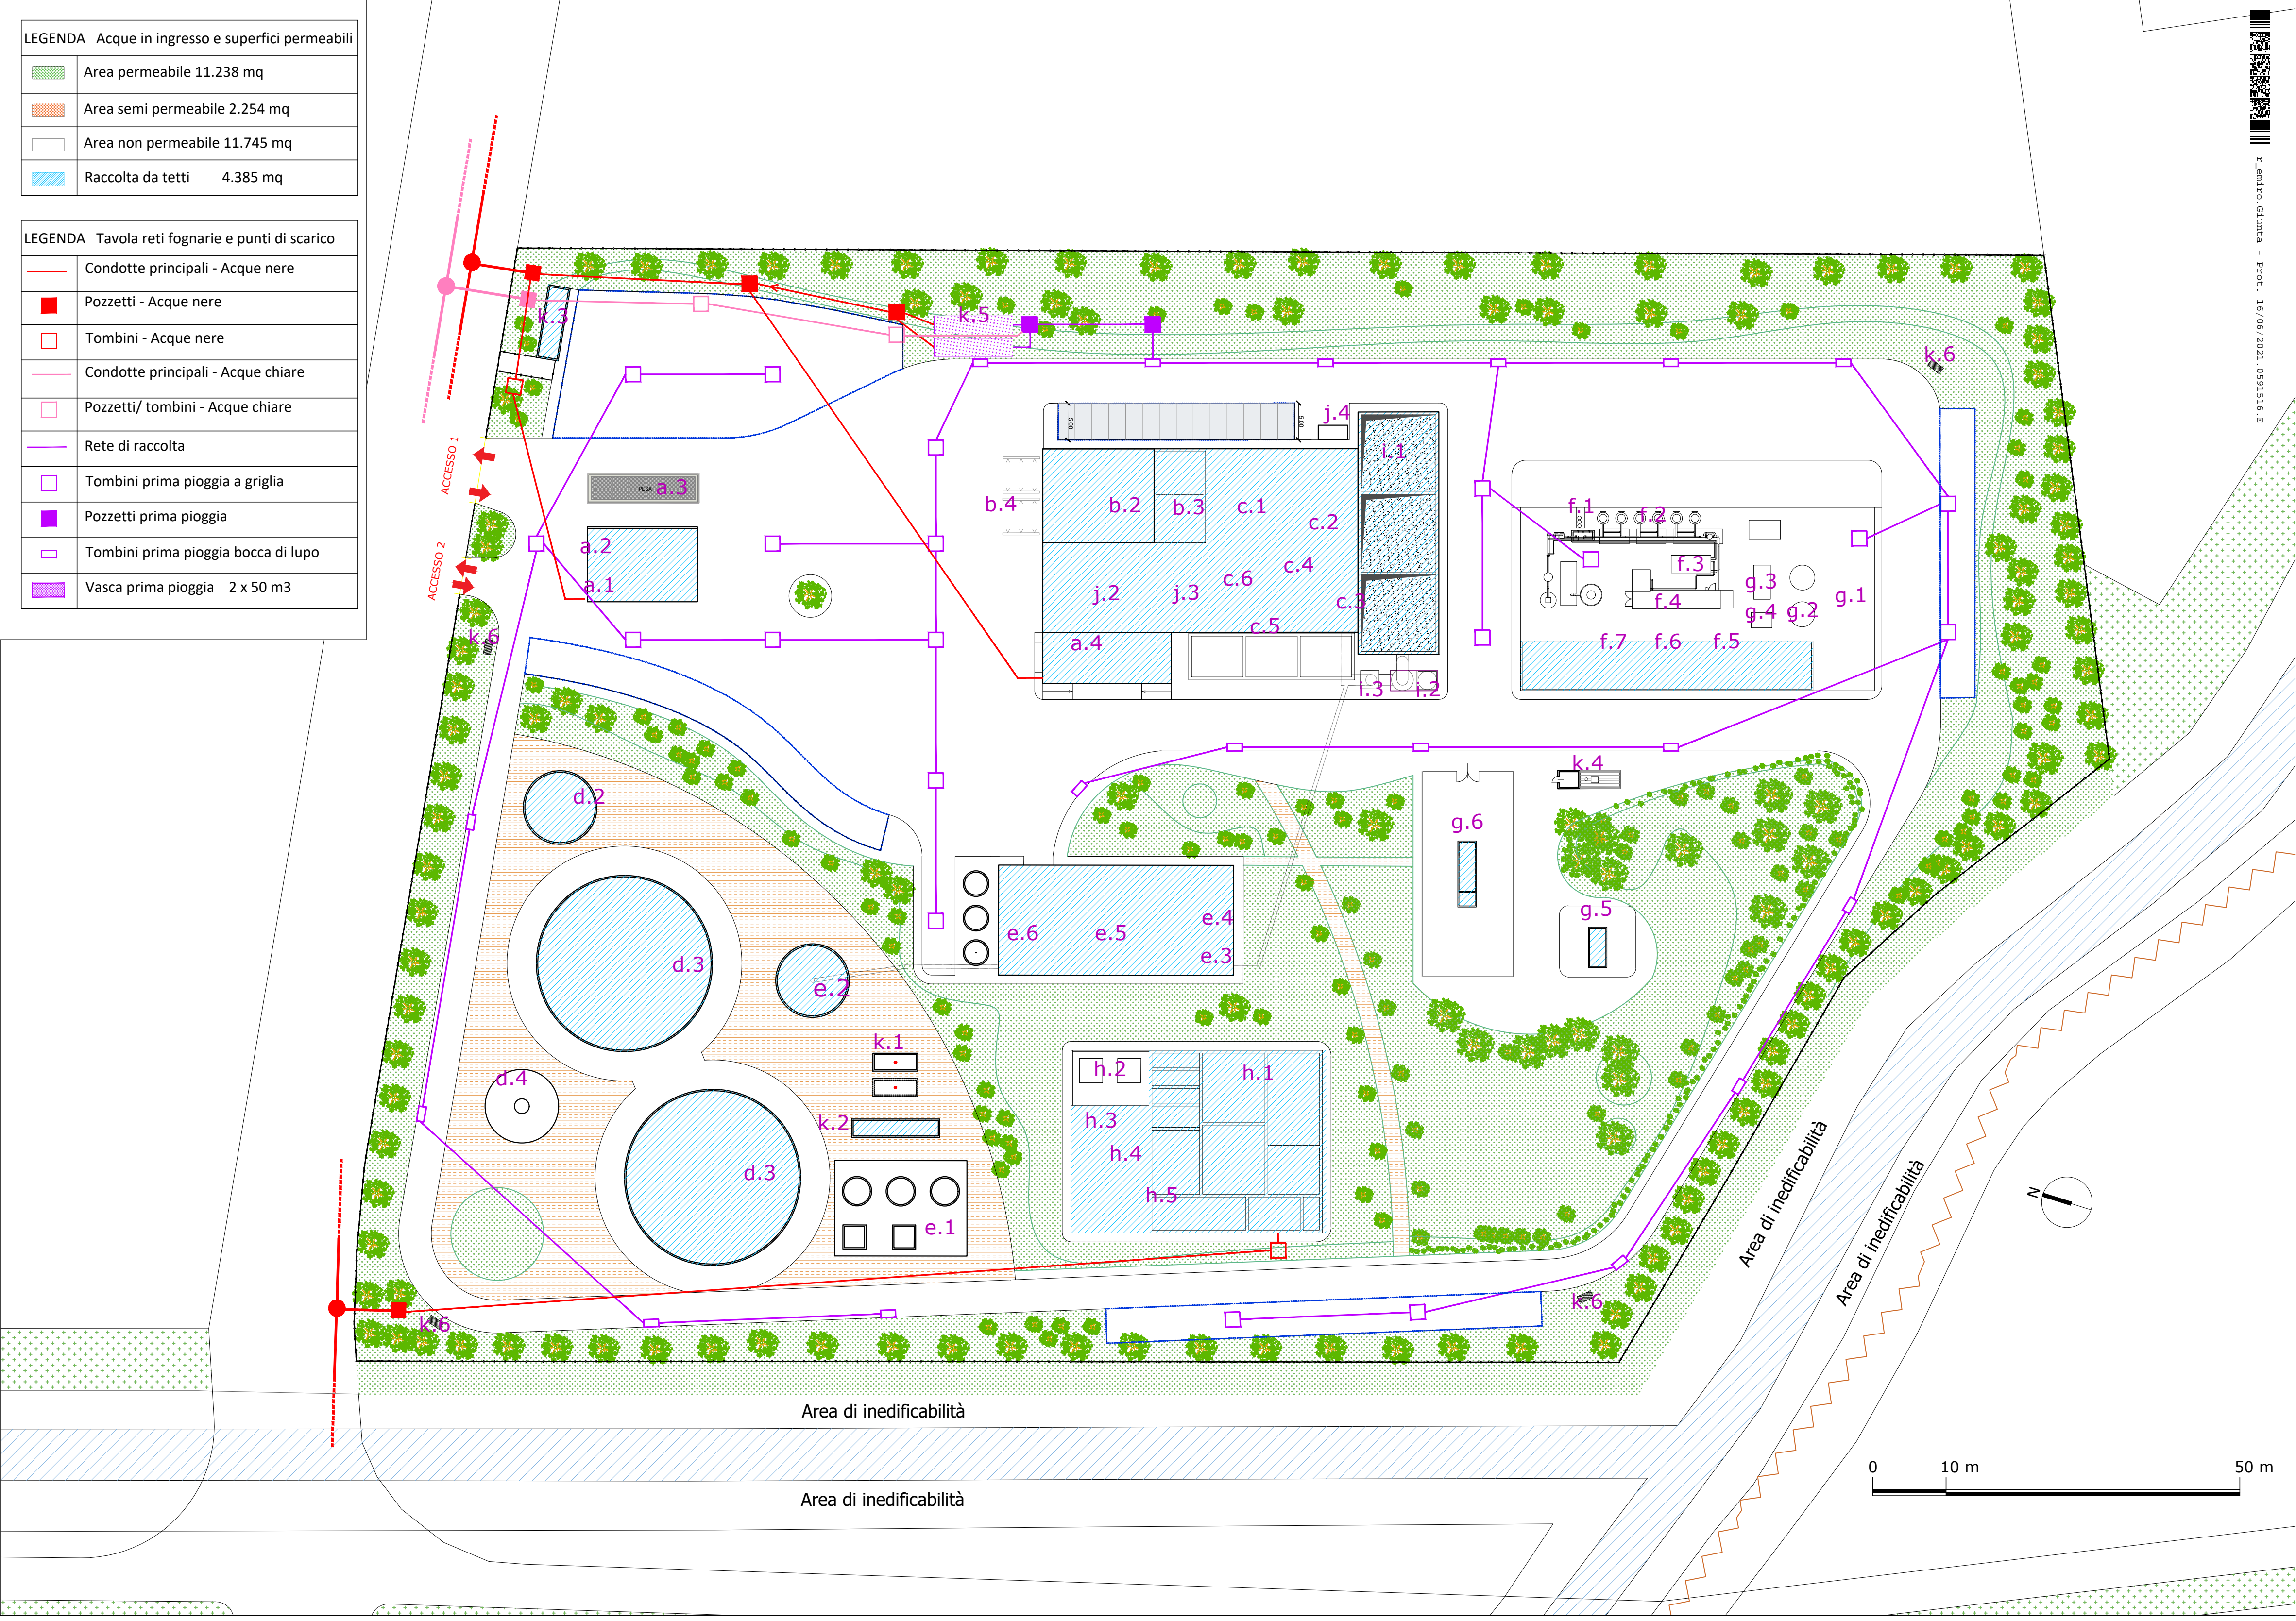 LEGENDA Acque in ingresso e superfici permeabili
Area permeabile 11.238 mq
Area semi permeabile 2.254 mq
Area non permeabile 11.745 mq
Raccolta da tetti 4.385 mq
LEGENDA Tavola reti fognarie e punti di scarico
Condotte principali - Acque nere
Pozzetti - Acque nere
Tombini - Acque nere
Condotte principali - Acque chiare
Pozzetti/ tombini - Acque chiare
Rete di raccolta
Tombini prima pioggia a griglia
Pozzetti prima pioggia
Tombini prima pioggia bocca di lupo
Vasca prima pioggia 2 x 50 m3
r_emiro.Giunta - Prot. 16/06/2021.0591516.E
k.3
k.5
k.6
ACCESSO 1
ACCESSO 2
5.00
5.00
j.4
i.1
PESA a.3
b.4
b.2
b.3
c.1
c.2
f.1
f.2
a.2
a.1
c.6
c.4
f.3
g.3
g.1
j.2
j.3
c.3
f.4
g.4
g.2
k.6
a.4
c.5
f.7
f.6
f.5
i.3
i.2
k.4
d.2
g.6
g.5
e.4
e.6
e.5
e.3
d.3
e.2
k.1
h.2
h.1
d.4
k.2
h.3
h.4
d.3
h.5
e.1
k.6
k.6
Area di inedificabilità
Area di inedificabilità
N
Area di inedificabilità
Area di inedificabilità
0 10 m 50 m